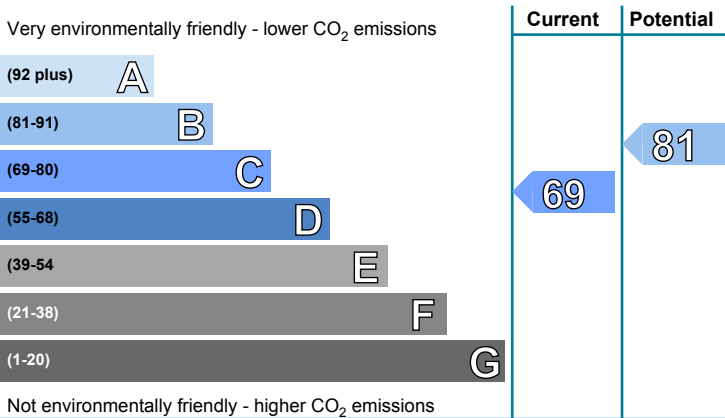 Very environmentally friendly - lower CO2 emissions
Current
Potential
(92 plus) A
(81-91) B
81
(69-80) C
69
(55-68) D
(39-54 E
(21-38) F
(1-20) G
Not environmentally friendly - higher CO2 emissions